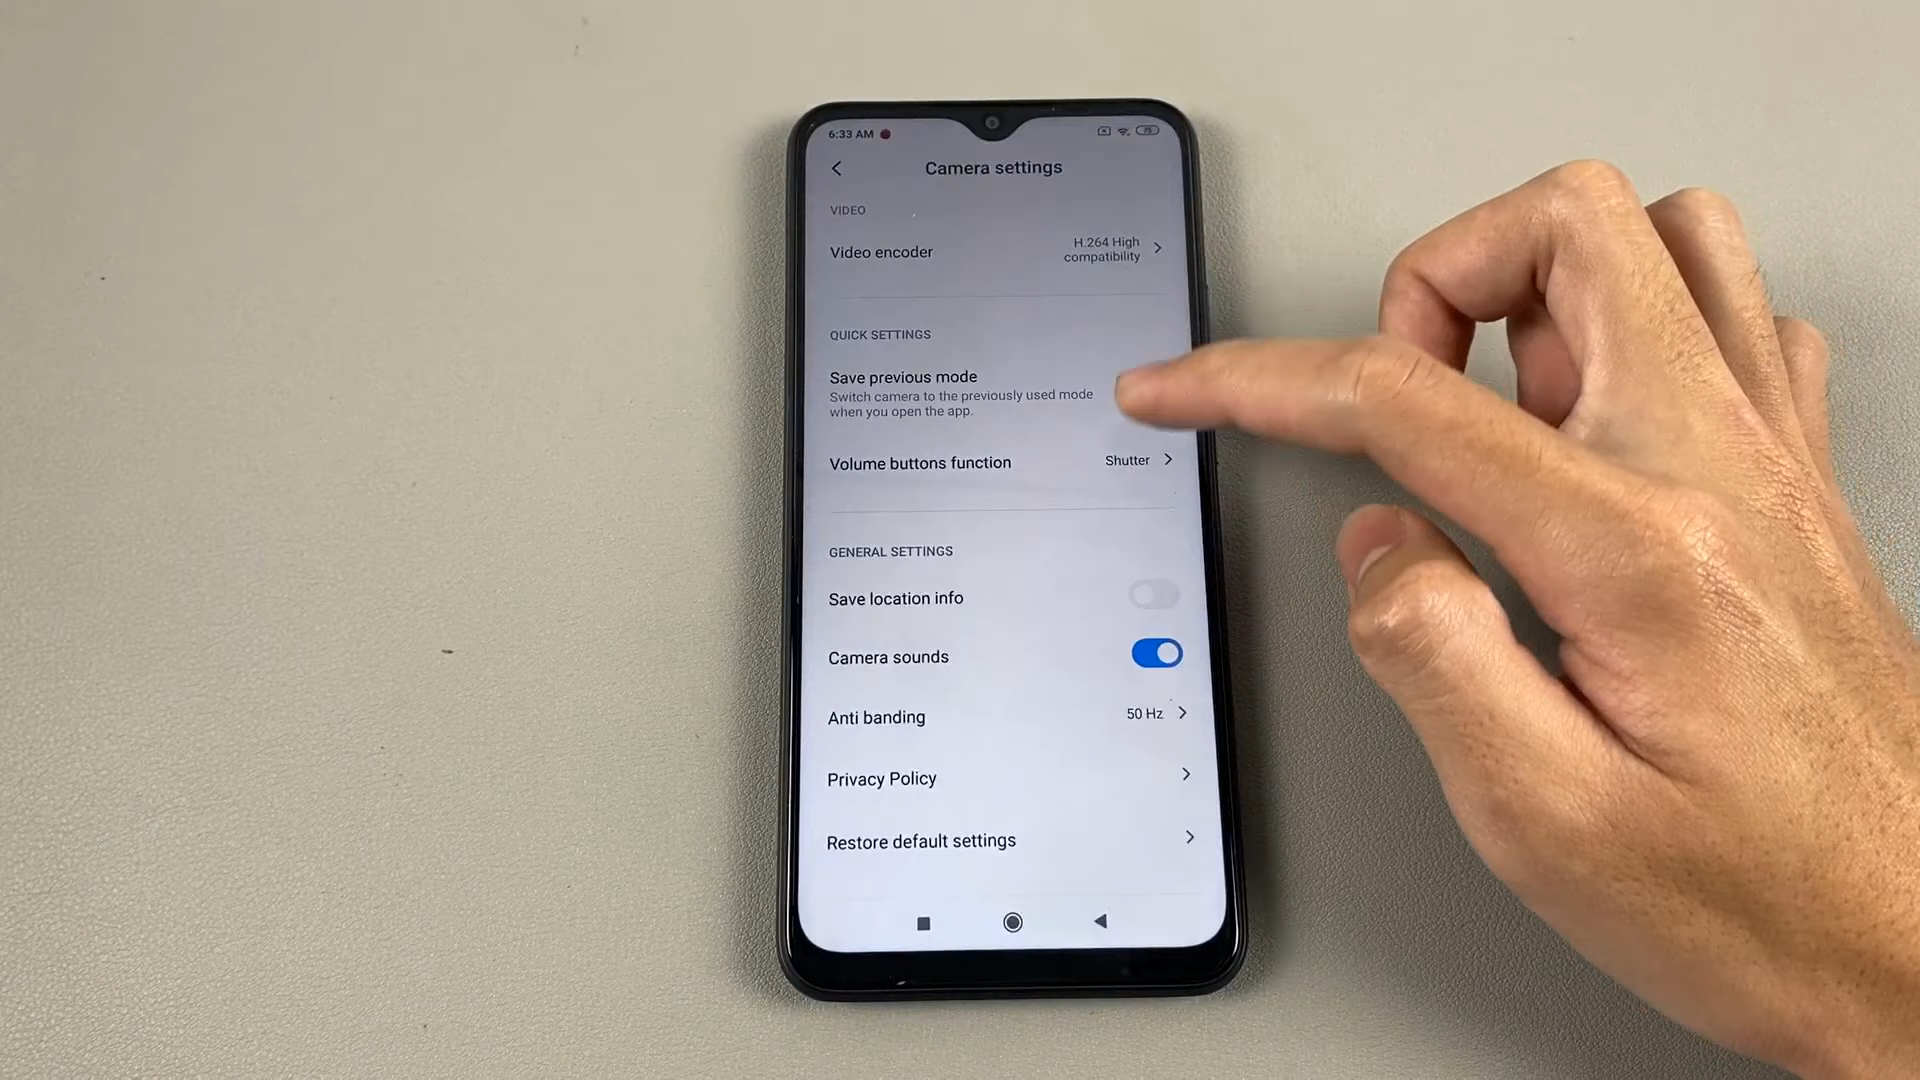 6:33 AM
75
Camera settings
VIDEO
Video encoder
H.264 High
compatibility
QUICK SETTINGS
Save previous mode
Switch camera to the previously used mode
when you open the app.
Volume buttons function
Shutter
GENERAL SETTINGS
Save location info
Camera sounds
Anti banding
50 Hz
Privacy Policy
Restore default settings